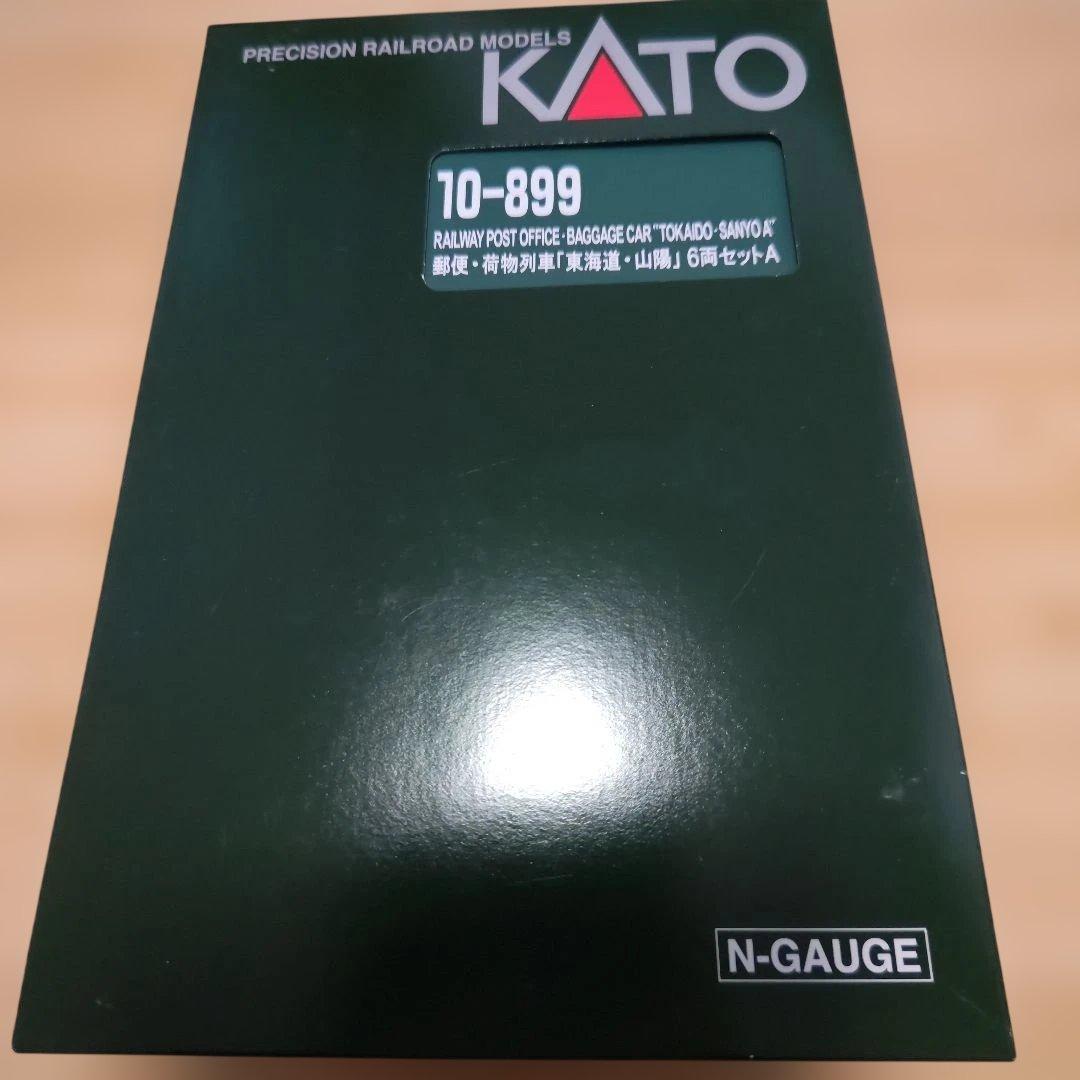 PRECISION RAILROAD MODELS
KATO
10-899
RAILWAY POST OFFICE・BAGGAGE CAR "TOKAIDO・SANYO A"
郵便・荷物列車「東海道・山陽」6両セットA
N-GAUGE